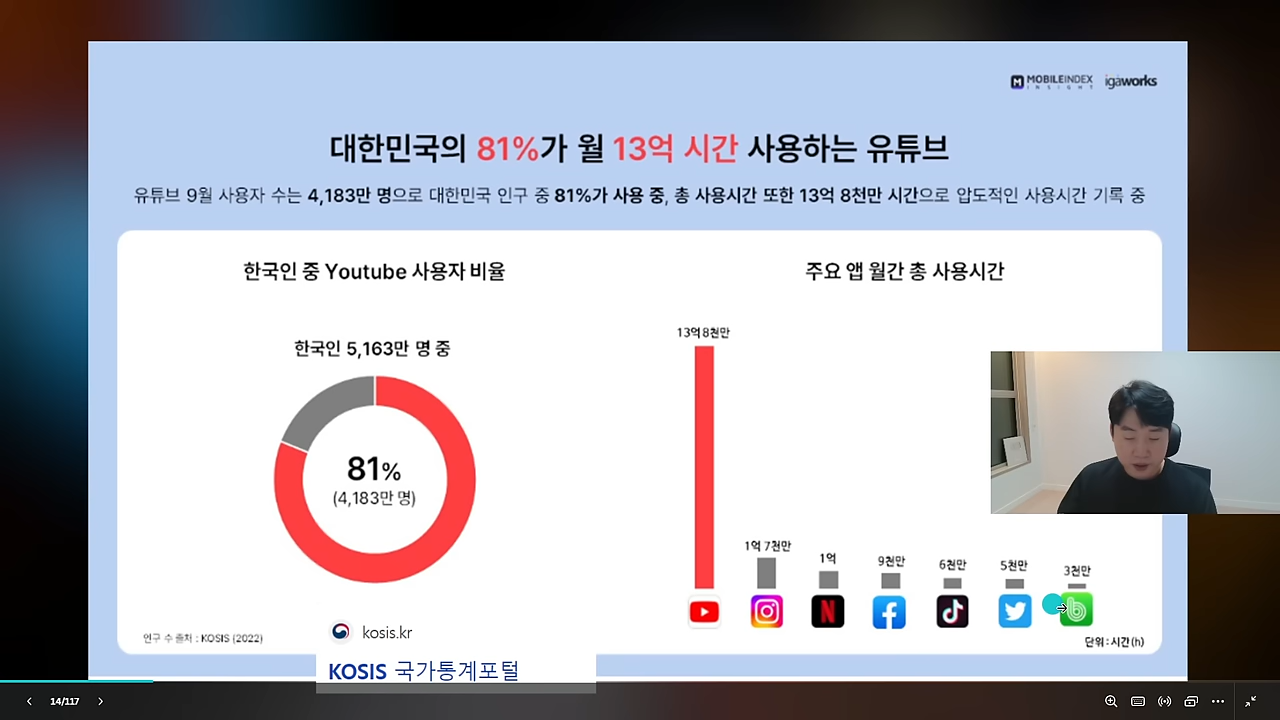 MOBILEINDEX
INSIGHT
igaworks
대한민국의 81%가 월 13억 시간 사용하는 유튜브
유튜브 9월 사용자 수는 4,183만 명으로 대한민국 인구 중 81%가 사용 중, 총 사용시간 또한 13억 8천만 시간으로 압도적인 사용시간 기록 중
한국인 중 Youtube 사용자 비율
한국인 5,163만 명 중
81%
(4,183만 명)
인구 수 출처 : KOSIS (2022)
kosis.kr
KOSIS 국가통계포털
주요 앱 월간 총 사용시간
13억 8천만
1억 7천만
1억
9천만
6천만
5천만
3천만
단위 : 시간(h)
14/117